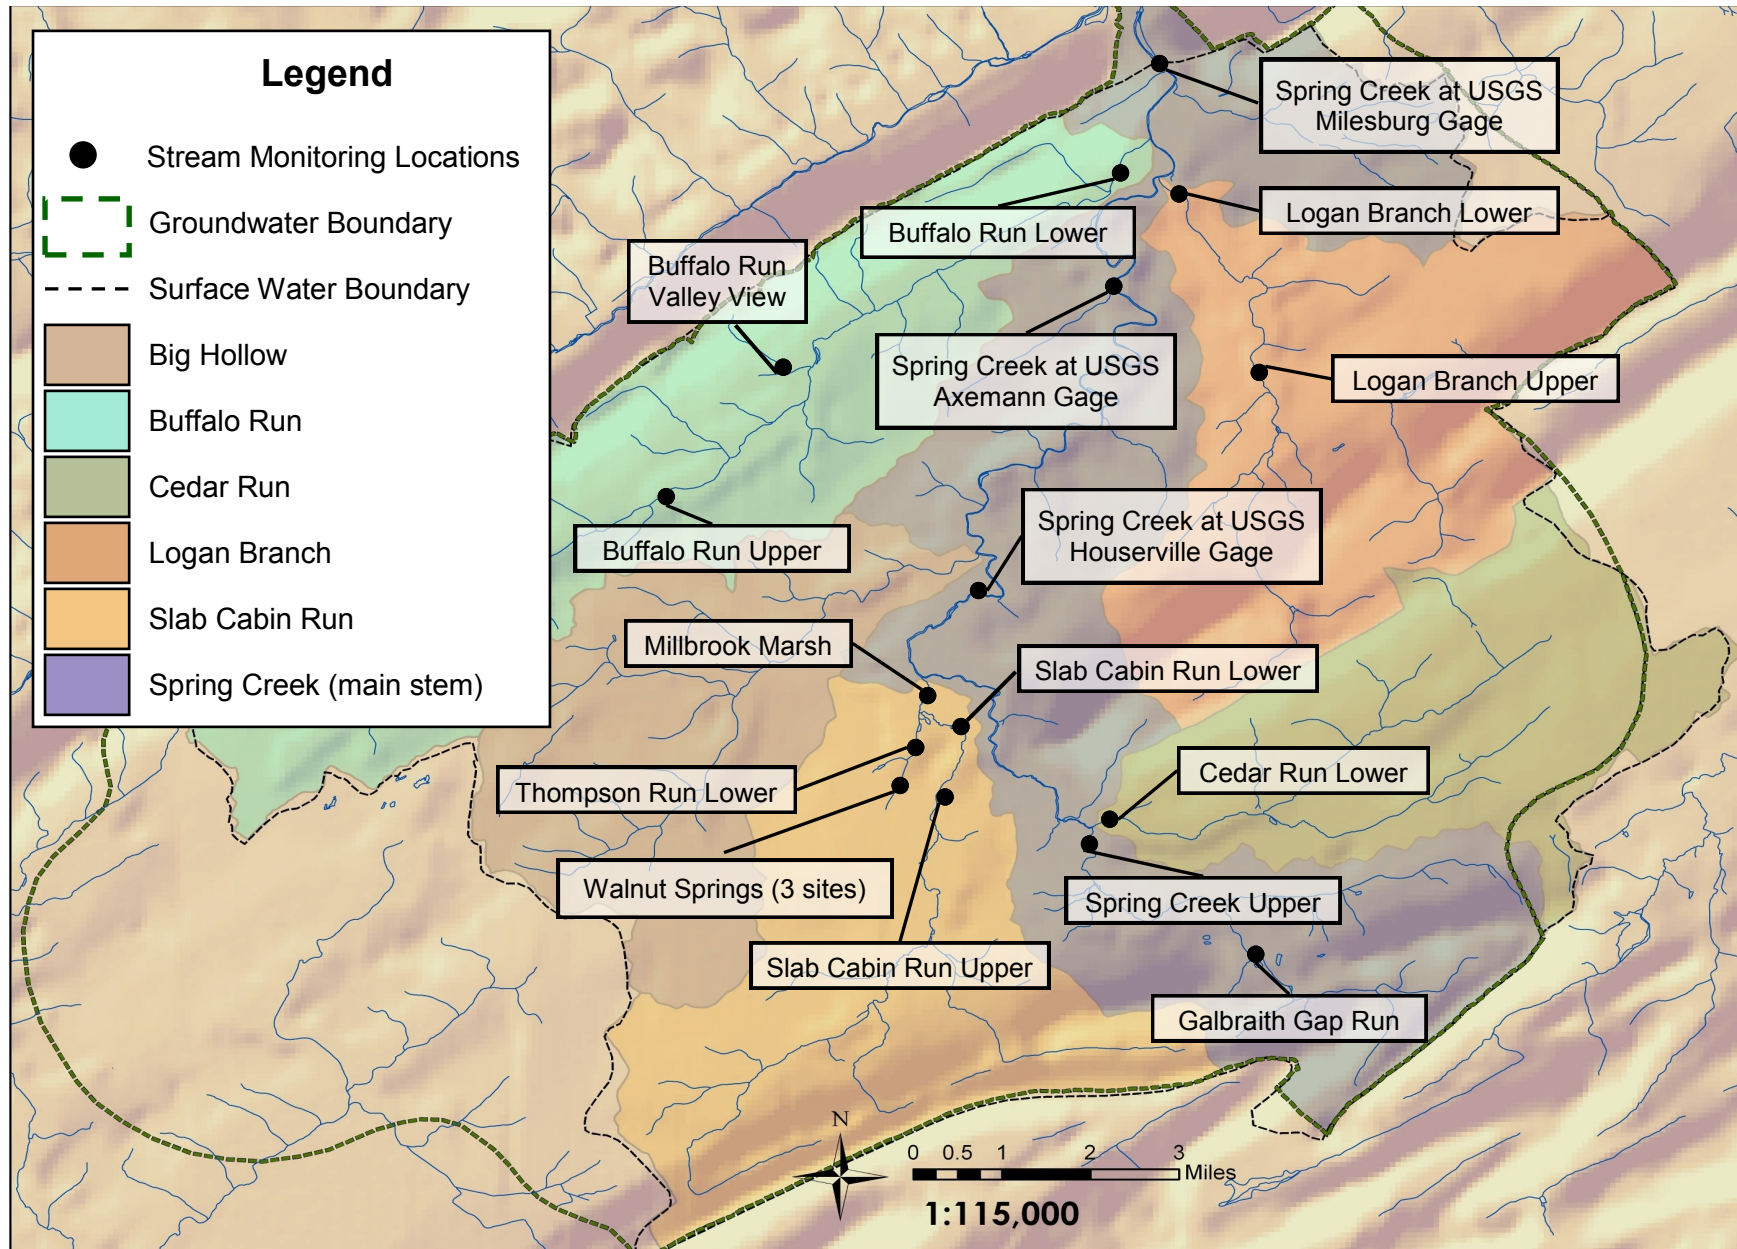 Legend
Stream Monitoring Locations
Groundwater Boundary
Surface Water Boundary
Big Hollow
Buffalo Run
Cedar Run
Logan Branch
Slab Cabin Run
Spring Creek (main stem)
Spring Creek at USGS
Milesburg Gage
Logan Branch Lower
Buffalo Run Lower
Buffalo Run
Valley View
Spring Creek at USGS
Axemann Gage
Logan Branch Upper
Buffalo Run Upper
Spring Creek at USGS
Houserville Gage
Millbrook Marsh
Slab Cabin Run Lower
Thompson Run Lower
Cedar Run Lower
Walnut Springs (3 sites)
Spring Creek Upper
Slab Cabin Run Upper
Galbraith Gap Run
N
0 0.5 1 2 3
Miles
1:115,000